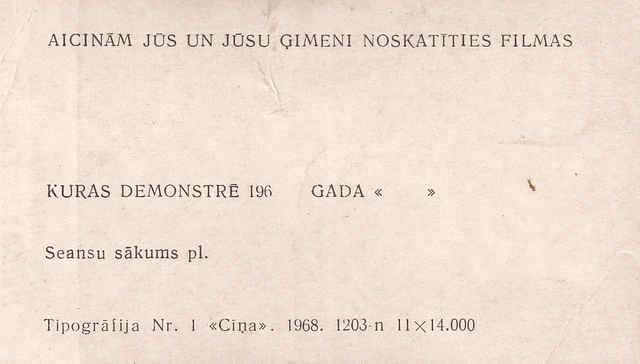 AICINĀM JŪS UN JŪSU ĢIMENI NOSKATĪTIES FILMAS
KURAS DEMONSTRĒ 196 GADA « »
Seansu sākums pl.
Tipogrāfija Nr. 1 «Cīņa». 1968. 1203-n 11×14.000